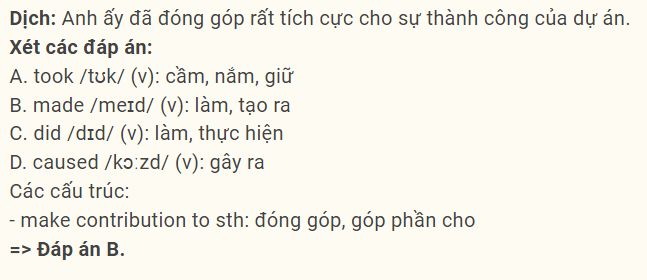 Dịch: Anh ấy đã đóng góp rất tích cực cho sự thành công của dự án.
Xét các đáp án:
A. took /tʊk/ (v): cầm, nắm, giữ
B. made /meɪd/ (v): làm, tạo ra
C. did /dɪd/ (v): làm, thực hiện
D. caused /kɔːzd/ (v): gây ra
Các cấu trúc:
- make contribution to sth: đóng góp, góp phần cho
=> Đáp án B.